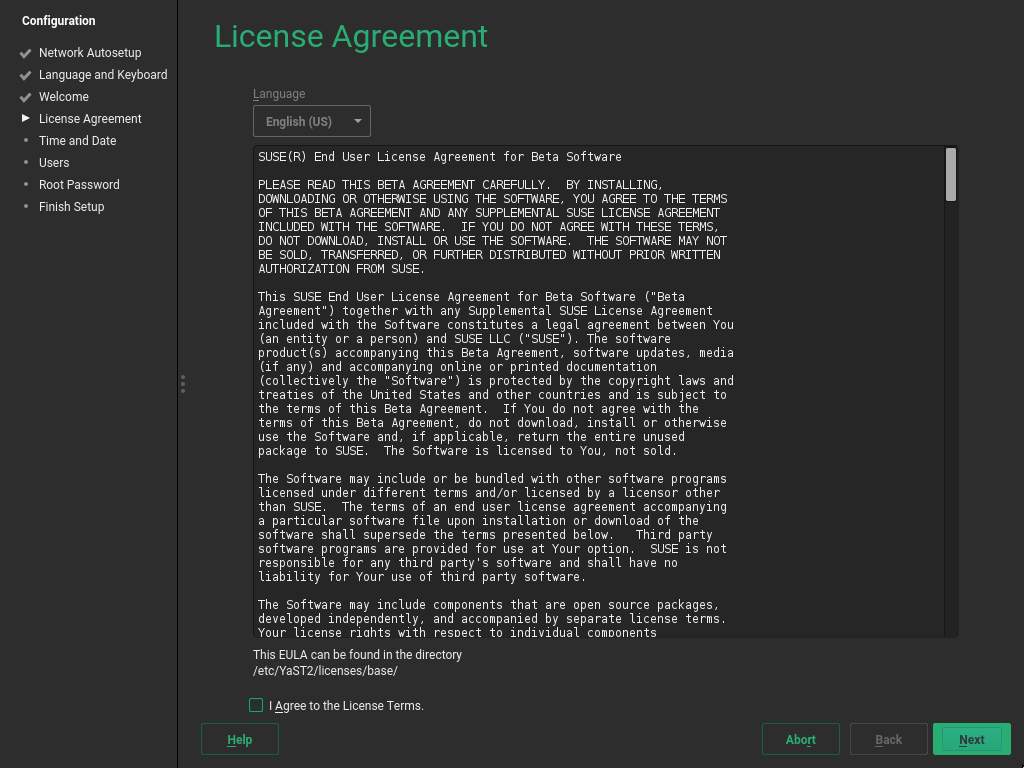 Configuration
Network Autosetup
Language and Keyboard
Welcome
License Agreement
Time and Date
Users
Root Password
Finish Setup
License Agreement
Language
English (US)
SUSE(R) End User License Agreement for Beta Software
PLEASE READ THIS BETA AGREEMENT CAREFULLY.  BY INSTALLING,
DOWNLOADING OR OTHERWISE USING THE SOFTWARE, YOU AGREE TO THE TERMS
OF THIS BETA AGREEMENT AND ANY SUPPLEMENTAL SUSE LICENSE AGREEMENT
INCLUDED WITH THE SOFTWARE.  IF YOU DO NOT AGREE WITH THESE TERMS,
DO NOT DOWNLOAD, INSTALL OR USE THE SOFTWARE.  THE SOFTWARE MAY NOT
BE SOLD, TRANSFERRED, OR FURTHER DISTRIBUTED WITHOUT PRIOR WRITTEN
AUTHORIZATION FROM SUSE.
This SUSE End User License Agreement for Beta Software ("Beta
Agreement") together with any Supplemental SUSE License Agreement
included with the Software constitutes a legal agreement between You
(an entity or a person) and SUSE LLC ("SUSE"). The software
product(s) accompanying this Beta Agreement, software updates, media
(if any) and accompanying online or printed documentation
(collectively the "Software") is protected by the copyright laws and
treaties of the United States and other countries and is subject to
the terms of this Beta Agreement.  If You do not agree with the
terms of this Beta Agreement, do not download, install or otherwise
use the Software and, if applicable, return the entire unused
package to SUSE.  The Software is licensed to You, not sold.
The Software may include or be bundled with other software programs
licensed under different terms and/or licensed by a licensor other
than SUSE.  The terms of an end user license agreement accompanying
a particular software file upon installation or download of the
software shall supersede the terms presented below.   Third party
software programs are provided for use at Your option.  SUSE is not
responsible for any third party's software and shall have no
liability for Your use of third party software.
The Software may include components that are open source packages,
developed independently, and accompanied by separate license terms.
Your license rights with respect to individual components
This EULA can be found in the directory
/etc/YaST2/licenses/base/
I Agree to the License Terms.
Help
Abort
Back
Next